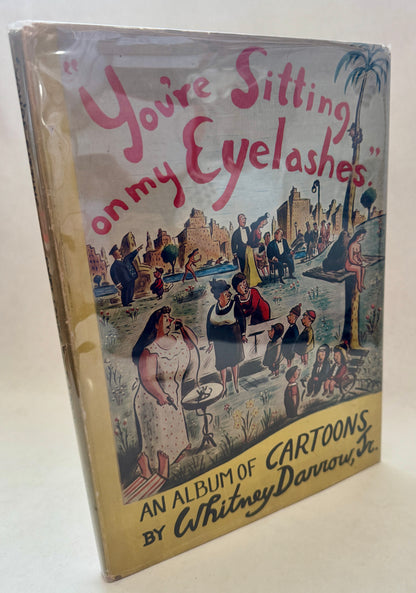 "You're Sitting
on my Eyelashes."
AN ALBUM OF CARTOONS
BY Whitney Darrow, Jr.